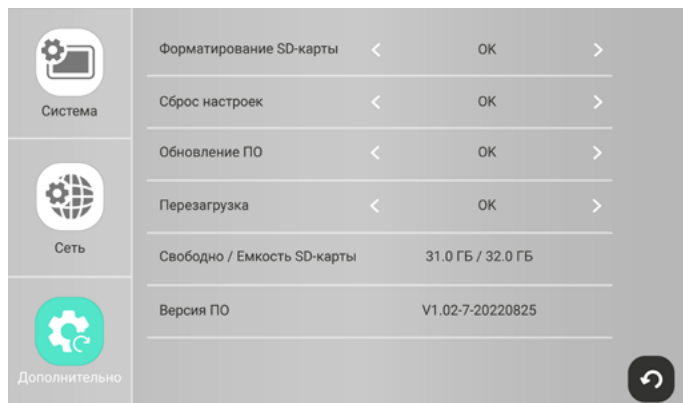 Система
Сеть
Дополнительно
Форматирование SD-карты OK
Сброс настроек OK
Обновление ПО OK
Перезагрузка OK
Свободно / Емкость SD-карты 31.0 ГБ / 32.0 ГБ
Версия ПО V1.02-7-20220825